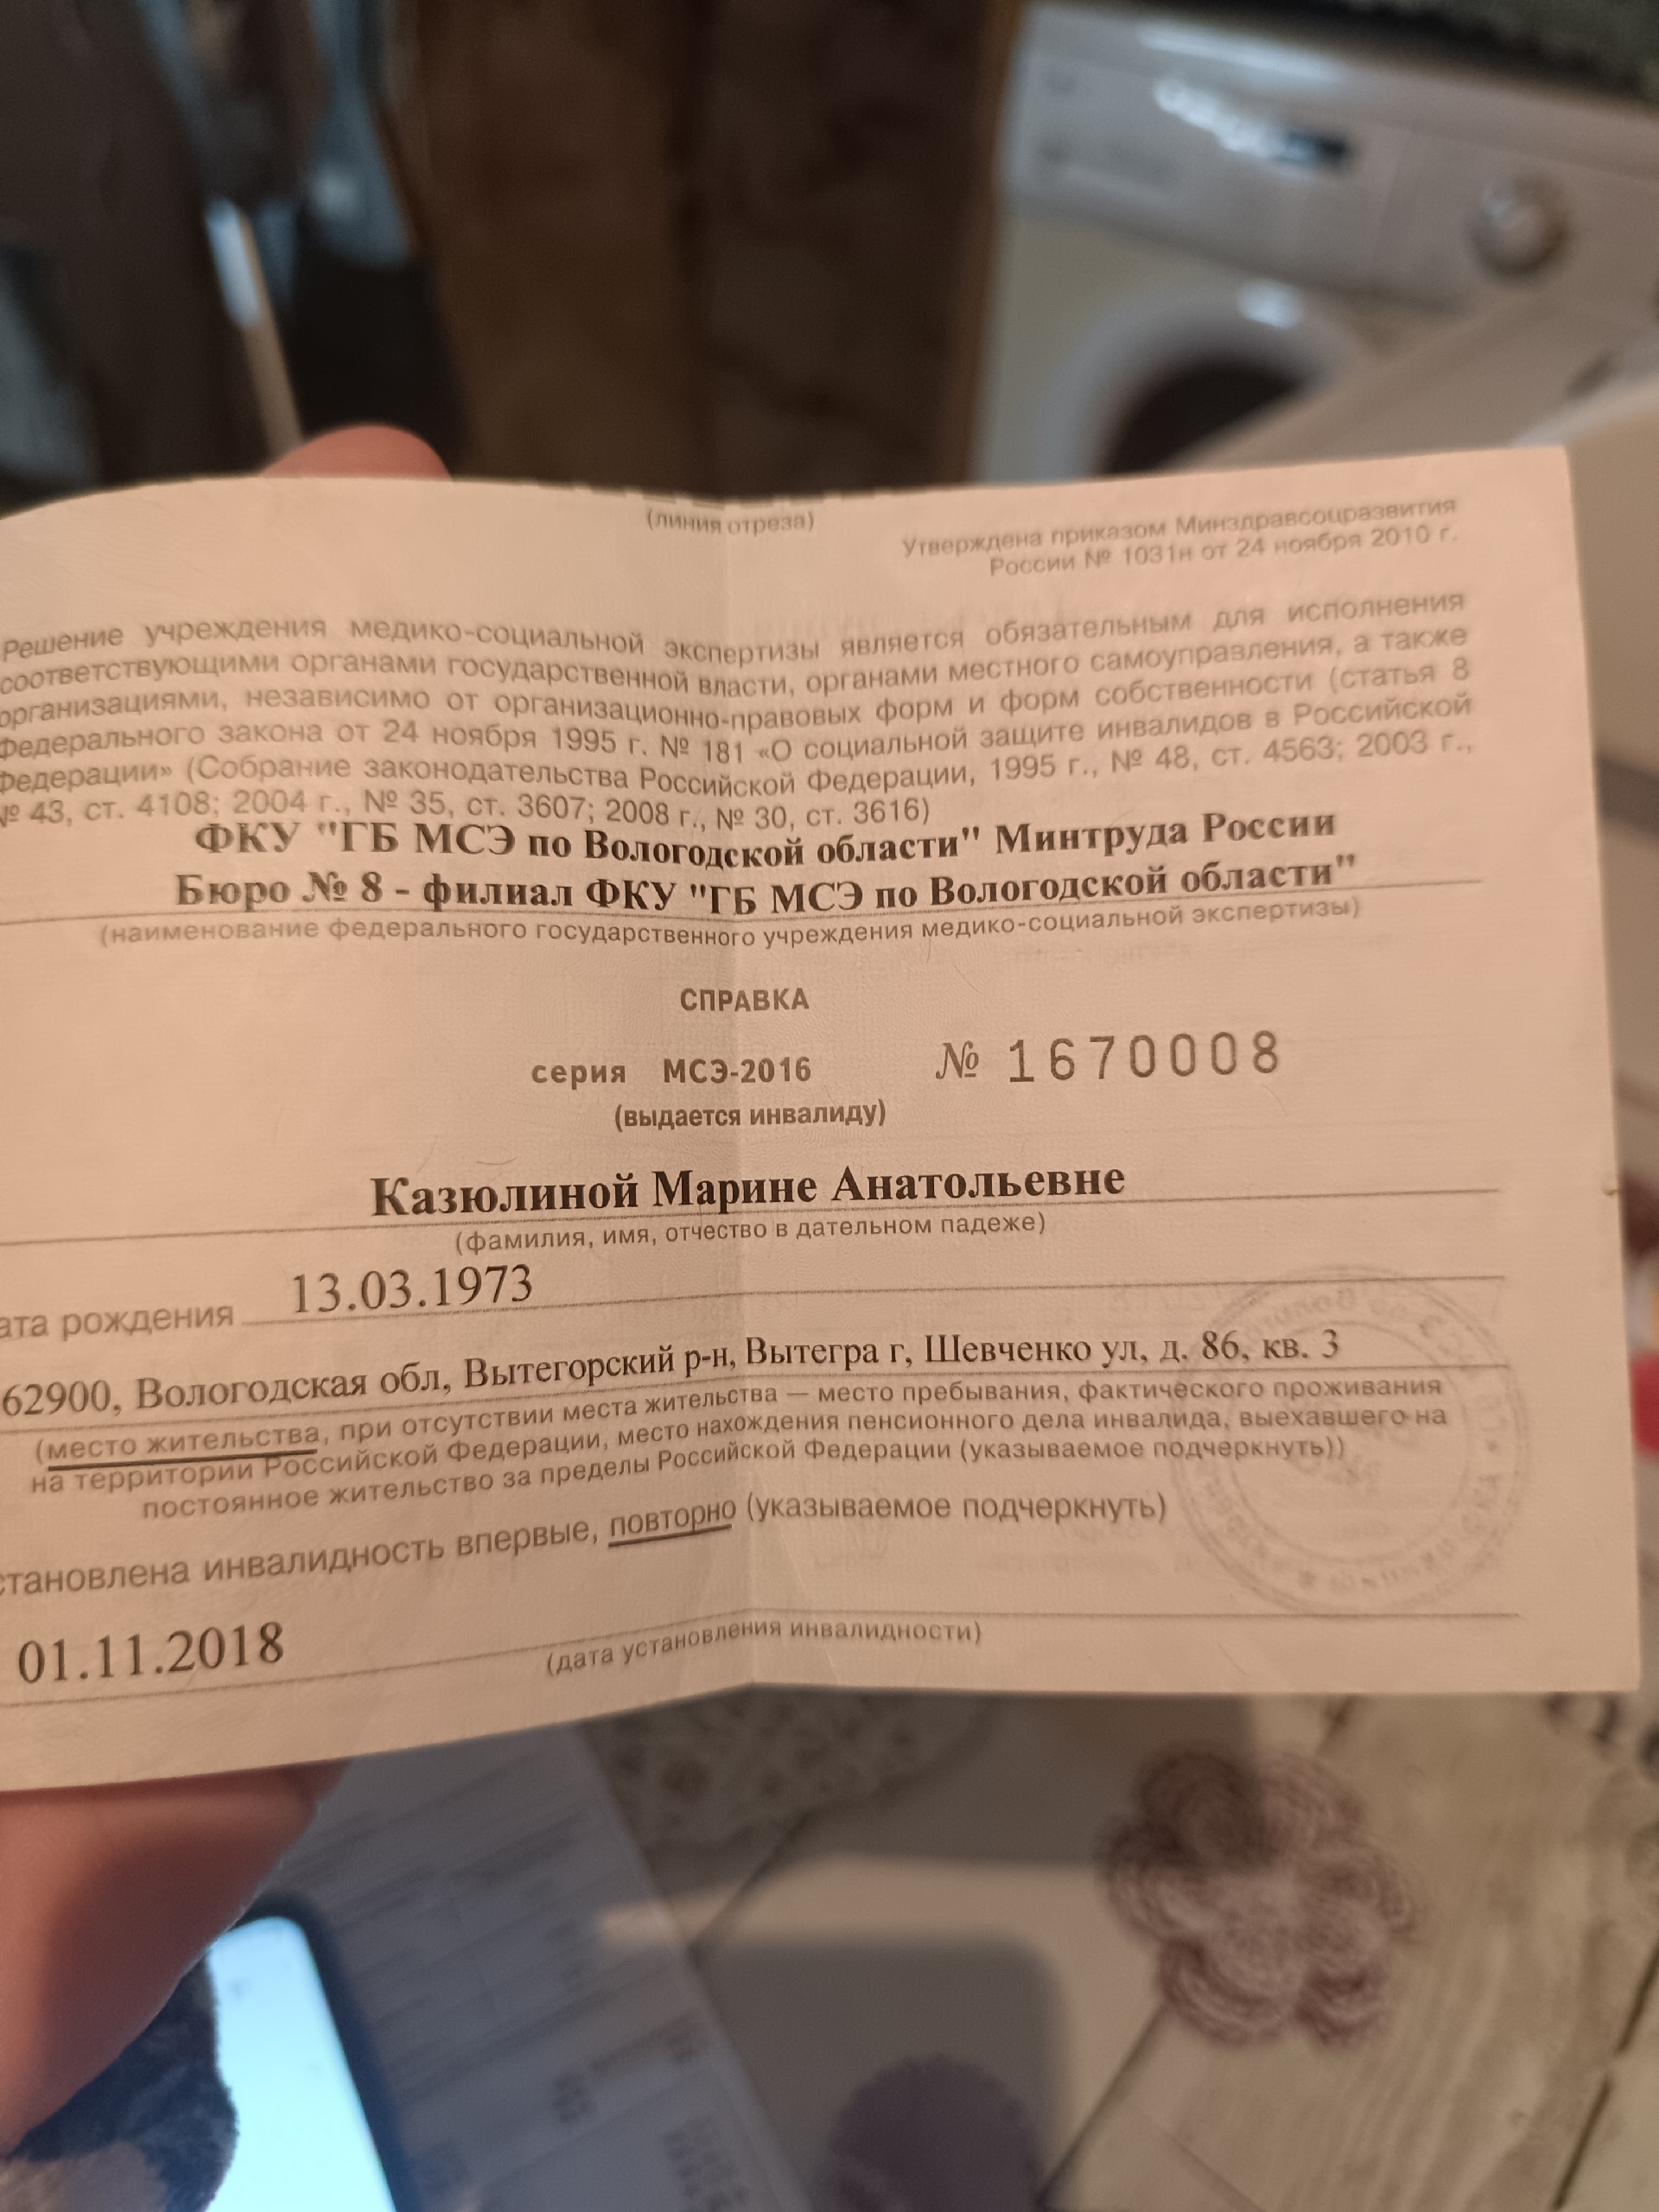 (линия отреза)
Утверждена приказом Минздравсоцразвития
России № 1031н от 24 ноября 2010 г.
Решение учреждения медико-социальной экспертизы является обязательным для исполнения
соответствующими органами государственной власти, органами местного самоуправления, а также
организациями, независимо от организационно-правовых форм и форм собственности (статья 8
Федерального закона от 24 ноября 1995 г. № 181 «О социальной защите инвалидов в Российской
Федерации» (Собрание законодательства Российской Федерации, 1995 г., № 48, ст. 4563; 2003 г.,
№ 43, ст. 4108; 2004 г., № 35, ст. 3607; 2008 г., № 30, ст. 3616)
ФКУ "ГБ МСЭ по Вологодской области" Минтруда России
Бюро № 8 - филиал ФКУ "ГБ МСЭ по Вологодской области"
(наименование федерального государственного учреждения медико-социальной экспертизы)
СПРАВКА
серия МСЭ-2016 № 1670008
(выдается инвалиду)
Казюлиной Марине Анатольевне
(фамилия, имя, отчество в дательном падеже)
ата рождения 13.03.1973
62900, Вологодская обл, Вытегорский р-н, Вытегра г, Шевченко ул, д. 86, кв. 3
(место жительства, при отсутствии места жительства — место пребывания, фактического проживания
на территории Российской Федерации, место нахождения пенсионного дела инвалида, выехавшего на
постоянное жительство за пределы Российской Федерации (указываемое подчеркнуть))
становлена инвалидность впервые, повторно (указываемое подчеркнуть)
01.11.2018
(дата установления инвалидности)